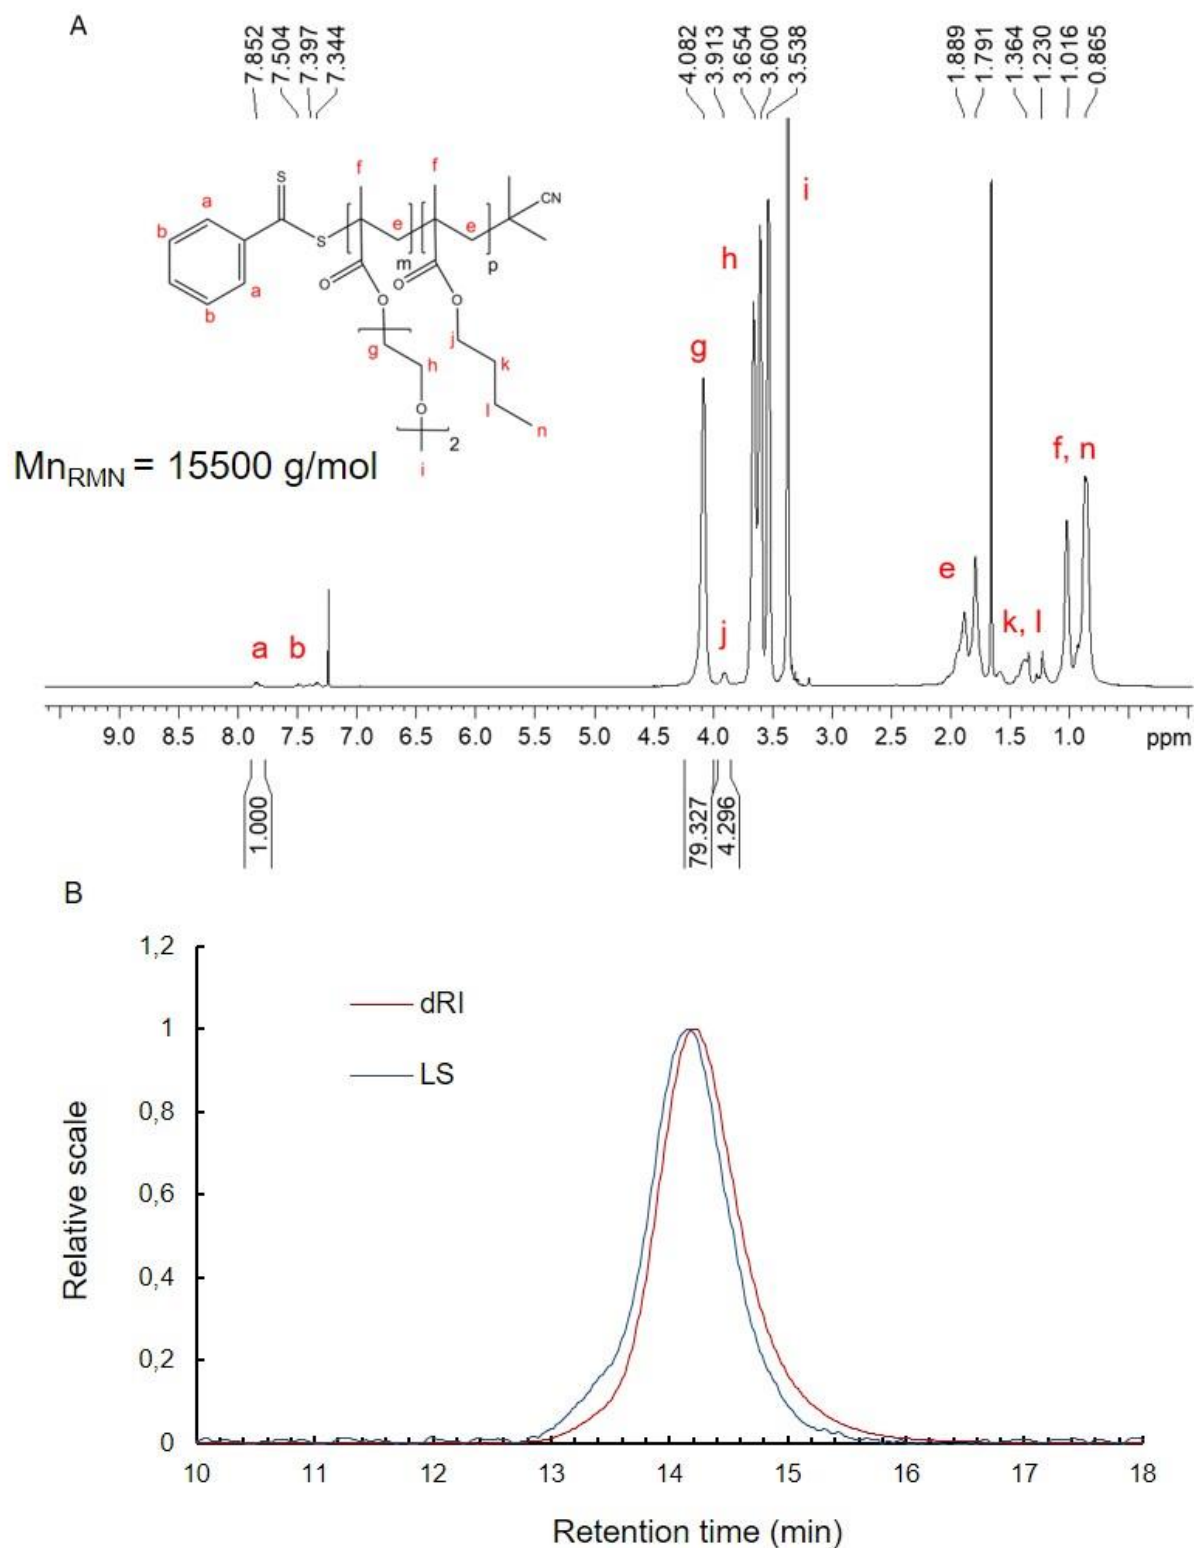 A
7.852
7.504
7.397
7.344
4.082
3.913
3.654
3.600
3.538
1.889
1.791
1.364
1.230
1.016
0.865
f
f
i
S
CN
a
e
e
b
S
m
p
h
O
O
a
O
O
b
j
g
g
k
h
O
l
n
2
Mn RMN = 15500 g/mol
i
f, n
e
k, l
j
a
b
9.0
8.5
8.0
7.5
7.0
6.5
6.0
5.5
5.0
4.5
4.0
3.5
3.0
2.5
2.0
1.5
1.0
ppm
1.000
79.327
4.296
B
1,2
1
0,8
0,6
0,4
0,2
0
dRI
LS
Relative scale
10
11
12
13
14
15
16
17
18
Retention time (min)